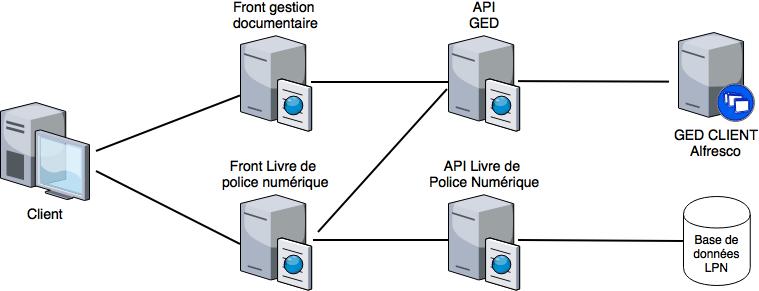 Front gestion
documentaire
API
GED
GED CLIENT
Alfresco
Client
Front Livre de
police numérique
API Livre de
Police Numérique
Base de
données
LPN